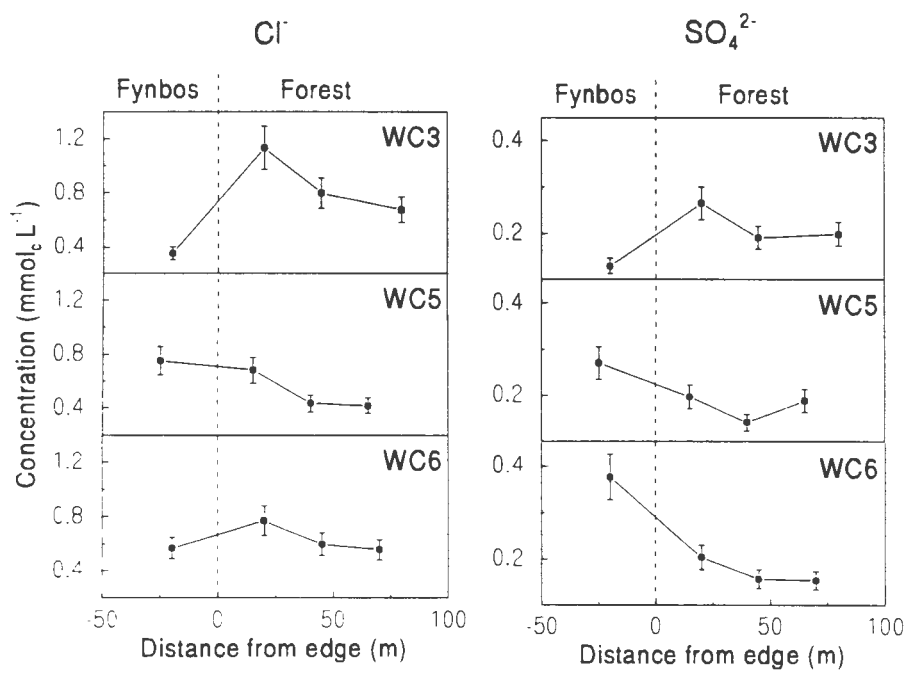 Cl⁻
SO₄²⁻
Fynbos Forest
Fynbos Forest
Concentration (mmol_c L⁻¹)
WC3
1.2
0.8
0.4
WC5
1.2
0.8
0.4
WC6
1.2
0.8
0.4
-50 0 50 100
Distance from edge (m)
WC3
0.4
0.2
WC5
0.4
0.2
WC6
0.4
0.2
-50 0 50 100
Distance from edge (m)